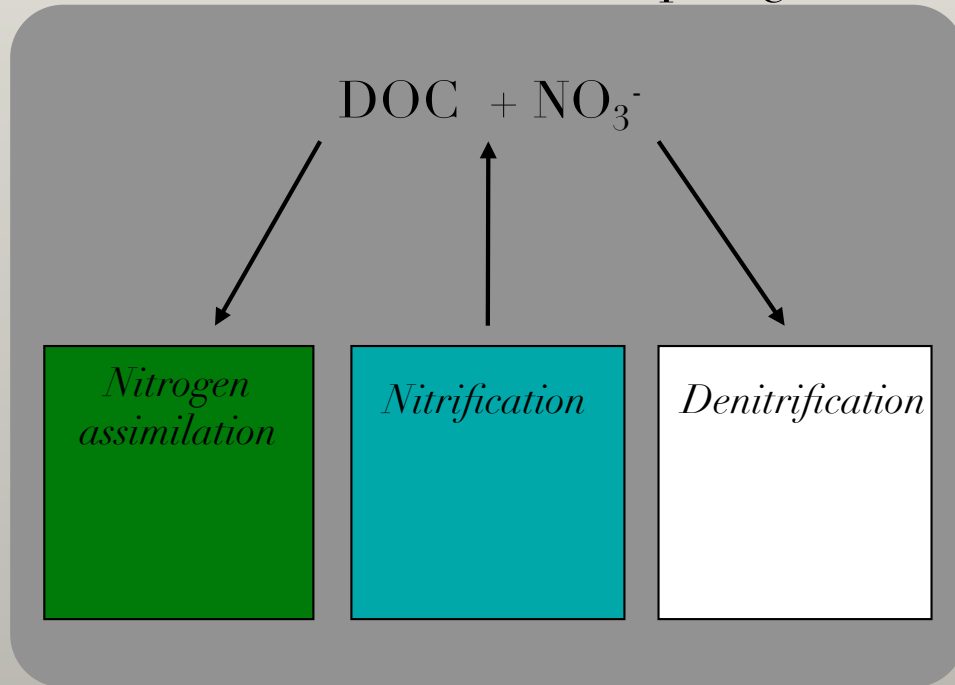 DOC + NO₃⁻
Nitrogen
assimilation
Nitrification
Denitrification